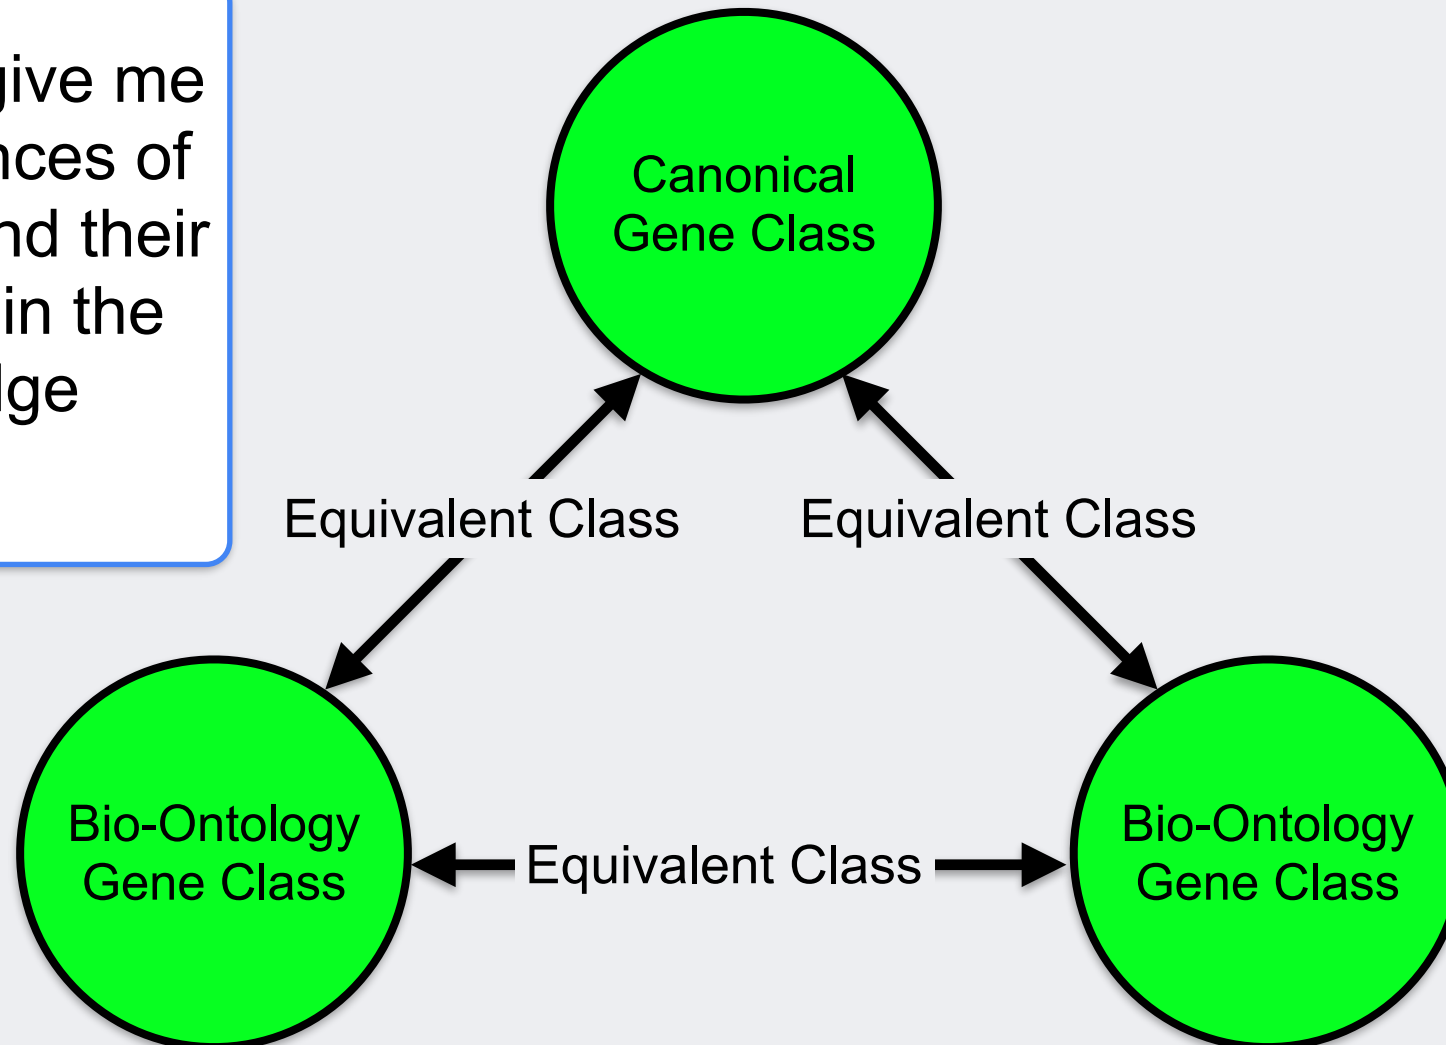 give me
nces of
nd their
in the
dge
Canonical
Gene Class
Equivalent Class
Equivalent Class
Bio-Ontology
Gene Class
Equivalent Class
Bio-Ontology
Gene Class